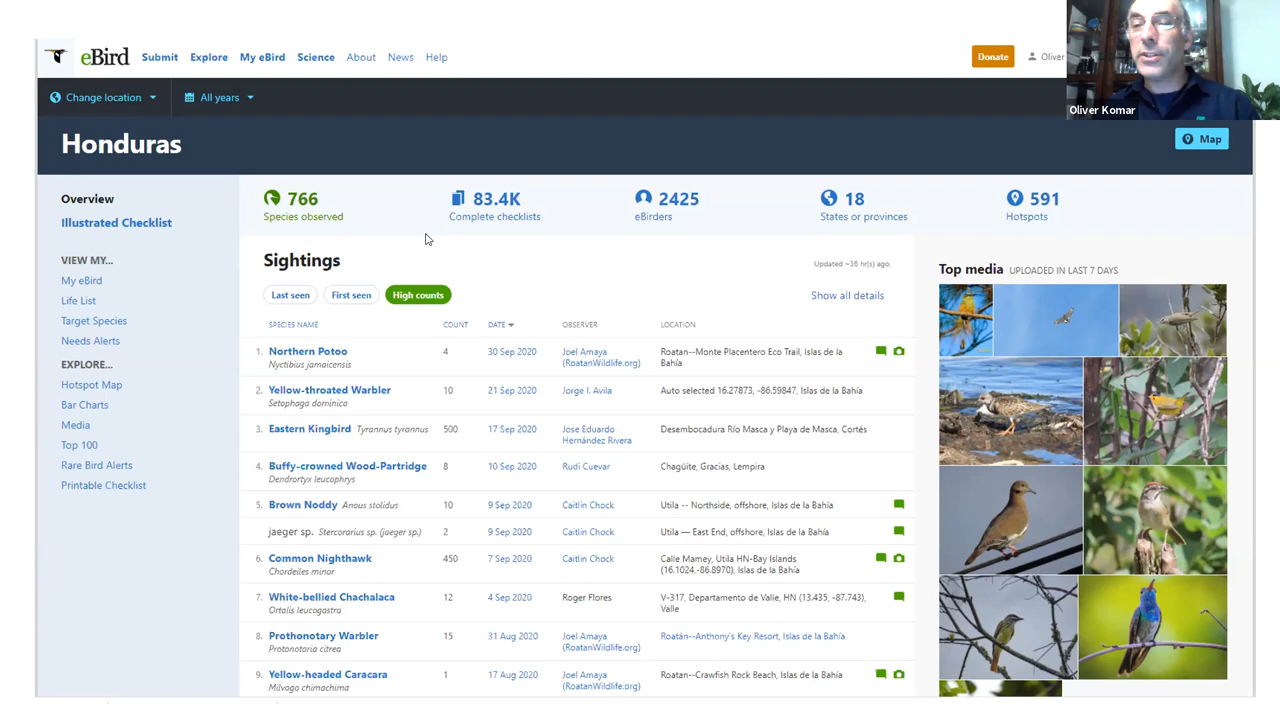 eBird Submit Explore My eBird Science About News Help Donate Oliver
Oliver Komar
Change location All years
Honduras Map
Overview
Illustrated Checklist
VIEW MY...
My eBird
Life List
Target Species
Needs Alerts
EXPLORE...
Hotspot Map
Bar Charts
Media
Top 100
Rare Bird Alerts
Printable Checklist
766 83.4K 2425 18 591
Species observed Complete checklists eBirders States or provinces Hotspots
Sightings Updated ~36 hr(s) ago.
Last seen First seen High counts Show all details
SPECIES NAME COUNT DATE OBSERVER LOCATION
1. Northern Potoo 4 30 Sep 2020 Joel Amaya Roatan--Monte Placentero Eco Trail, Islas de la
Nyctibius jamaicensis (RoatanWildlife.org) Bahía
2. Yellow-throated Warbler 10 21 Sep 2020 Jorge I. Avila Auto selected 16.27873, -86.59847, Islas de la Bahía
Setophaga dominica
3. Eastern Kingbird Tyrannus tyrannus 500 17 Sep 2020 Jose Eduardo Desembocadura Río Masca y Playa de Masca, Cortés
Hernández Rivera
4. Buffy-crowned Wood-Partridge 8 10 Sep 2020 Rudi Cuevar Chagüite, Gracias, Lempira
Dendrortyx leucophrys
5. Brown Noddy Anous stolidus 10 9 Sep 2020 Caitlin Chock Utila -- Northside, offshore, Islas de la Bahía
jaeger sp. Stercorarius sp. (jaeger sp.) 2 9 Sep 2020 Caitlin Chock Utila — East End, offshore, Islas de la Bahía
6. Common Nighthawk 450 7 Sep 2020 Caitlin Chock Calle Mamey, Utila HN-Bay Islands
Chordeiles minor (16.1024,-86.8970), Islas de la Bahía
7. White-bellied Chachalaca 12 4 Sep 2020 Roger Flores V-317, Departamento de Valle, HN (13.435, -87.743),
Ortalis leucogastra Valle
8. Prothonotary Warbler 15 31 Aug 2020 Joel Amaya Roatán--Anthony's Key Resort, Islas de la Bahía
Protonotaria citrea (RoatanWildlife.org)
9. Yellow-headed Caracara 1 17 Aug 2020 Joel Amaya Roatan--Crawfish Rock Beach, Islas de la Bahía
Milvago chimachima (RoatanWildlife.org)
Top media UPLOADED IN LAST 7 DAYS